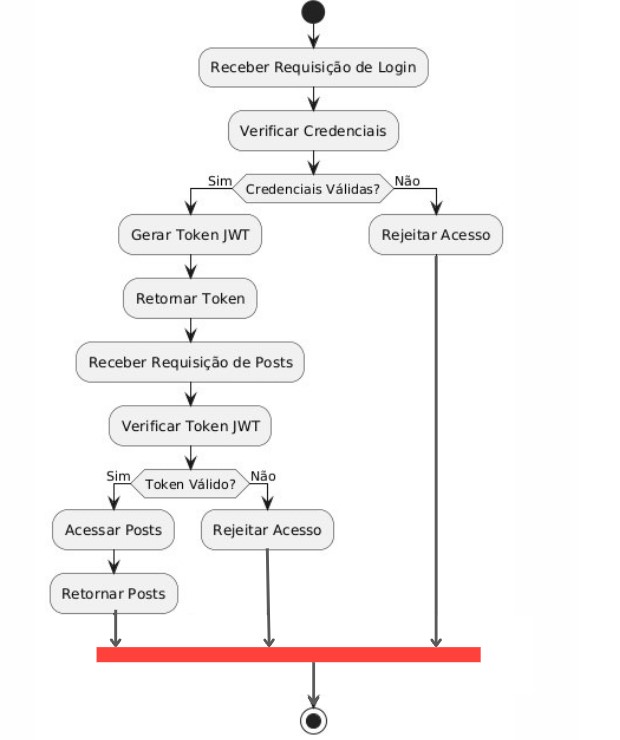 Receber Requisição de Login
Verificar Credenciais
Sim
Credenciais Válidas?
Não
Gerar Token JWT
Rejeitar Acesso
Retornar Token
Receber Requisição de Posts
Verificar Token JWT
Sim
Token Válido?
Não
Acessar Posts
Rejeitar Acesso
Retornar Posts